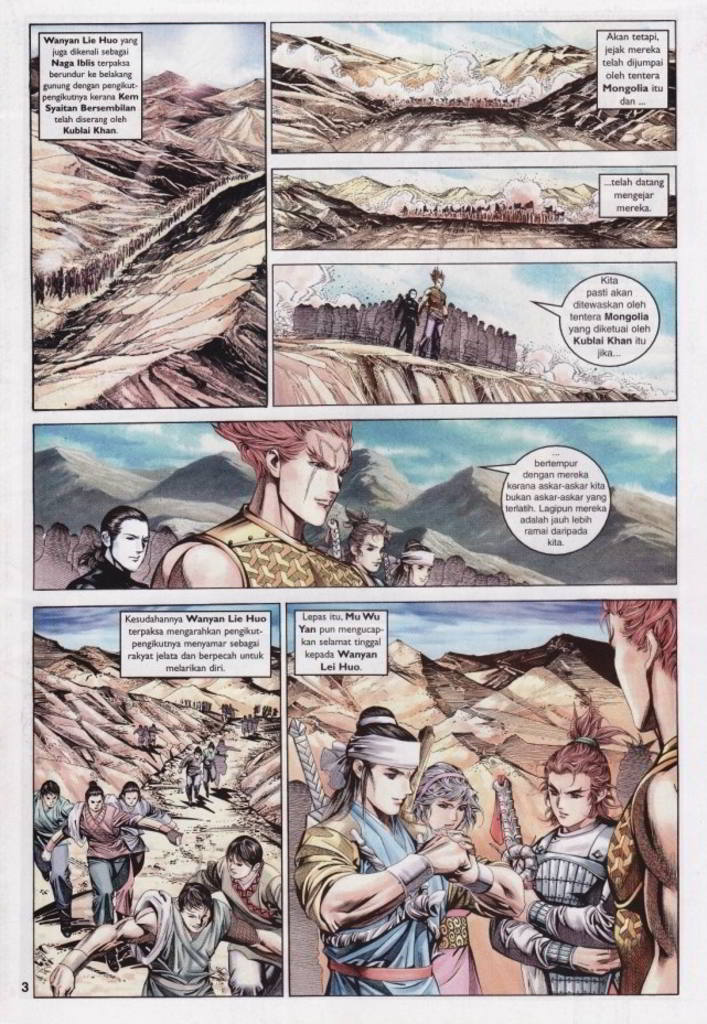 Wanyan Lie Huo yang
juga dikenali sebagai
Naga Iblis terpaksa
berundur ke belakang
gunung dengan pengikut-
pengikutnya kerana Kem
Syaitan Bersembilan
telah diserang oleh
Kublai Khan.
Akan tetapi,
jejak mereka
telah dijumpai
oleh tentera
Mongolia itu
dan ...
...telah datang
mengejar
mereka.
Kita
pasti akan
ditewaskan oleh
tentera Mongolia
yang diketuai oleh
Kublai Khan itu
jika...
...
bertempur
dengan mereka
kerana askar-askar kita
bukan askar-askar yang
terlatih. Lagipun mereka
adalah jauh lebih
ramai daripada
kita.
Kesudahannya Wanyan Lie Huo
terpaksa mengarahkan pengikut-
pengikutnya menyamar sebagai
rakyat jelata dan berpecah untuk
melarikan diri.
Lepas itu, Mu Wu
Yan pun mengucap-
kan selamat tinggal
kepada Wanyan
Lei Huo.
3